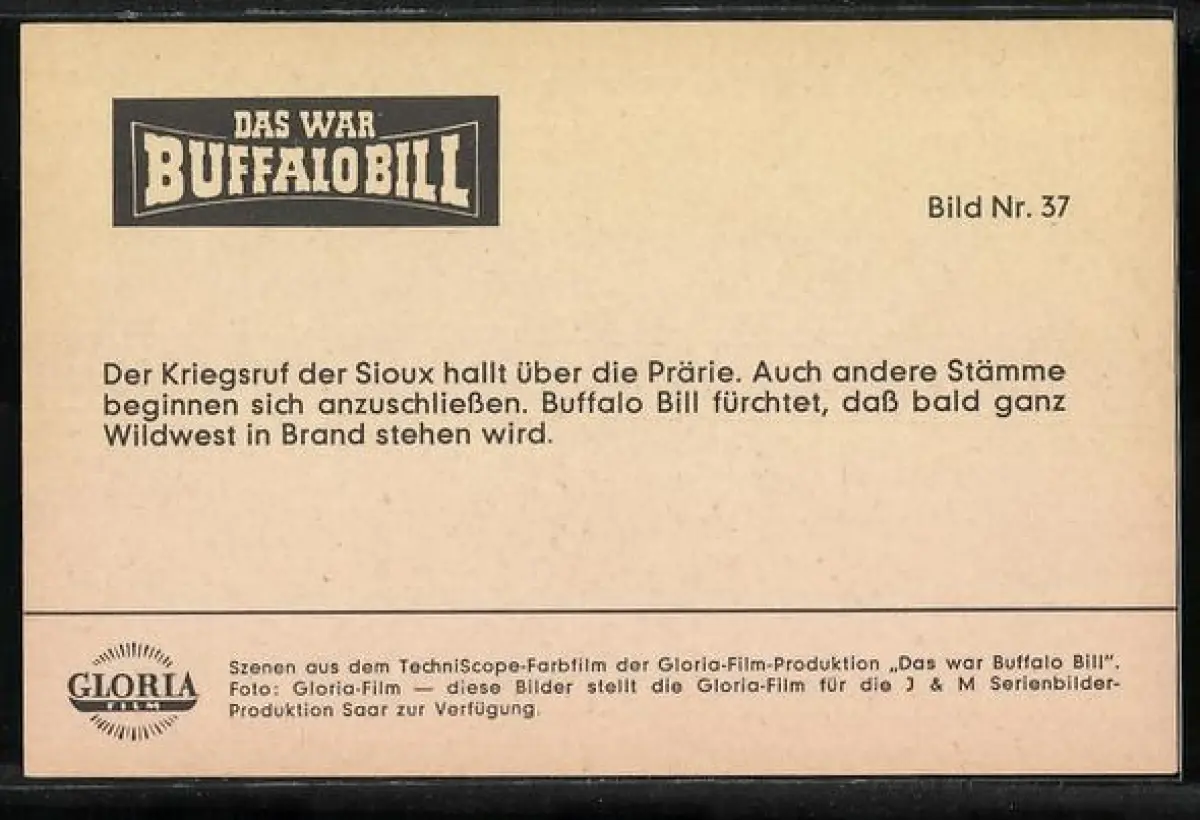 DAS WAR
BUFFALO BILL
Bild Nr. 37
Der Kriegsruf der Sioux hallt über die Prärie. Auch andere Stämme
beginnen sich anzuschließen. Buffalo Bill fürchtet, daß bald ganz
Wildwest in Brand stehen wird.
GLORIA
FILM
Szenen aus dem TechniScope-Farbfilm der Gloria-Film-Produktion „Das war Buffalo Bill“.
Foto: Gloria-Film — diese Bilder stellt die Gloria-Film für die J & M Serienbilder-
Produktion Saar zur Verfügung.